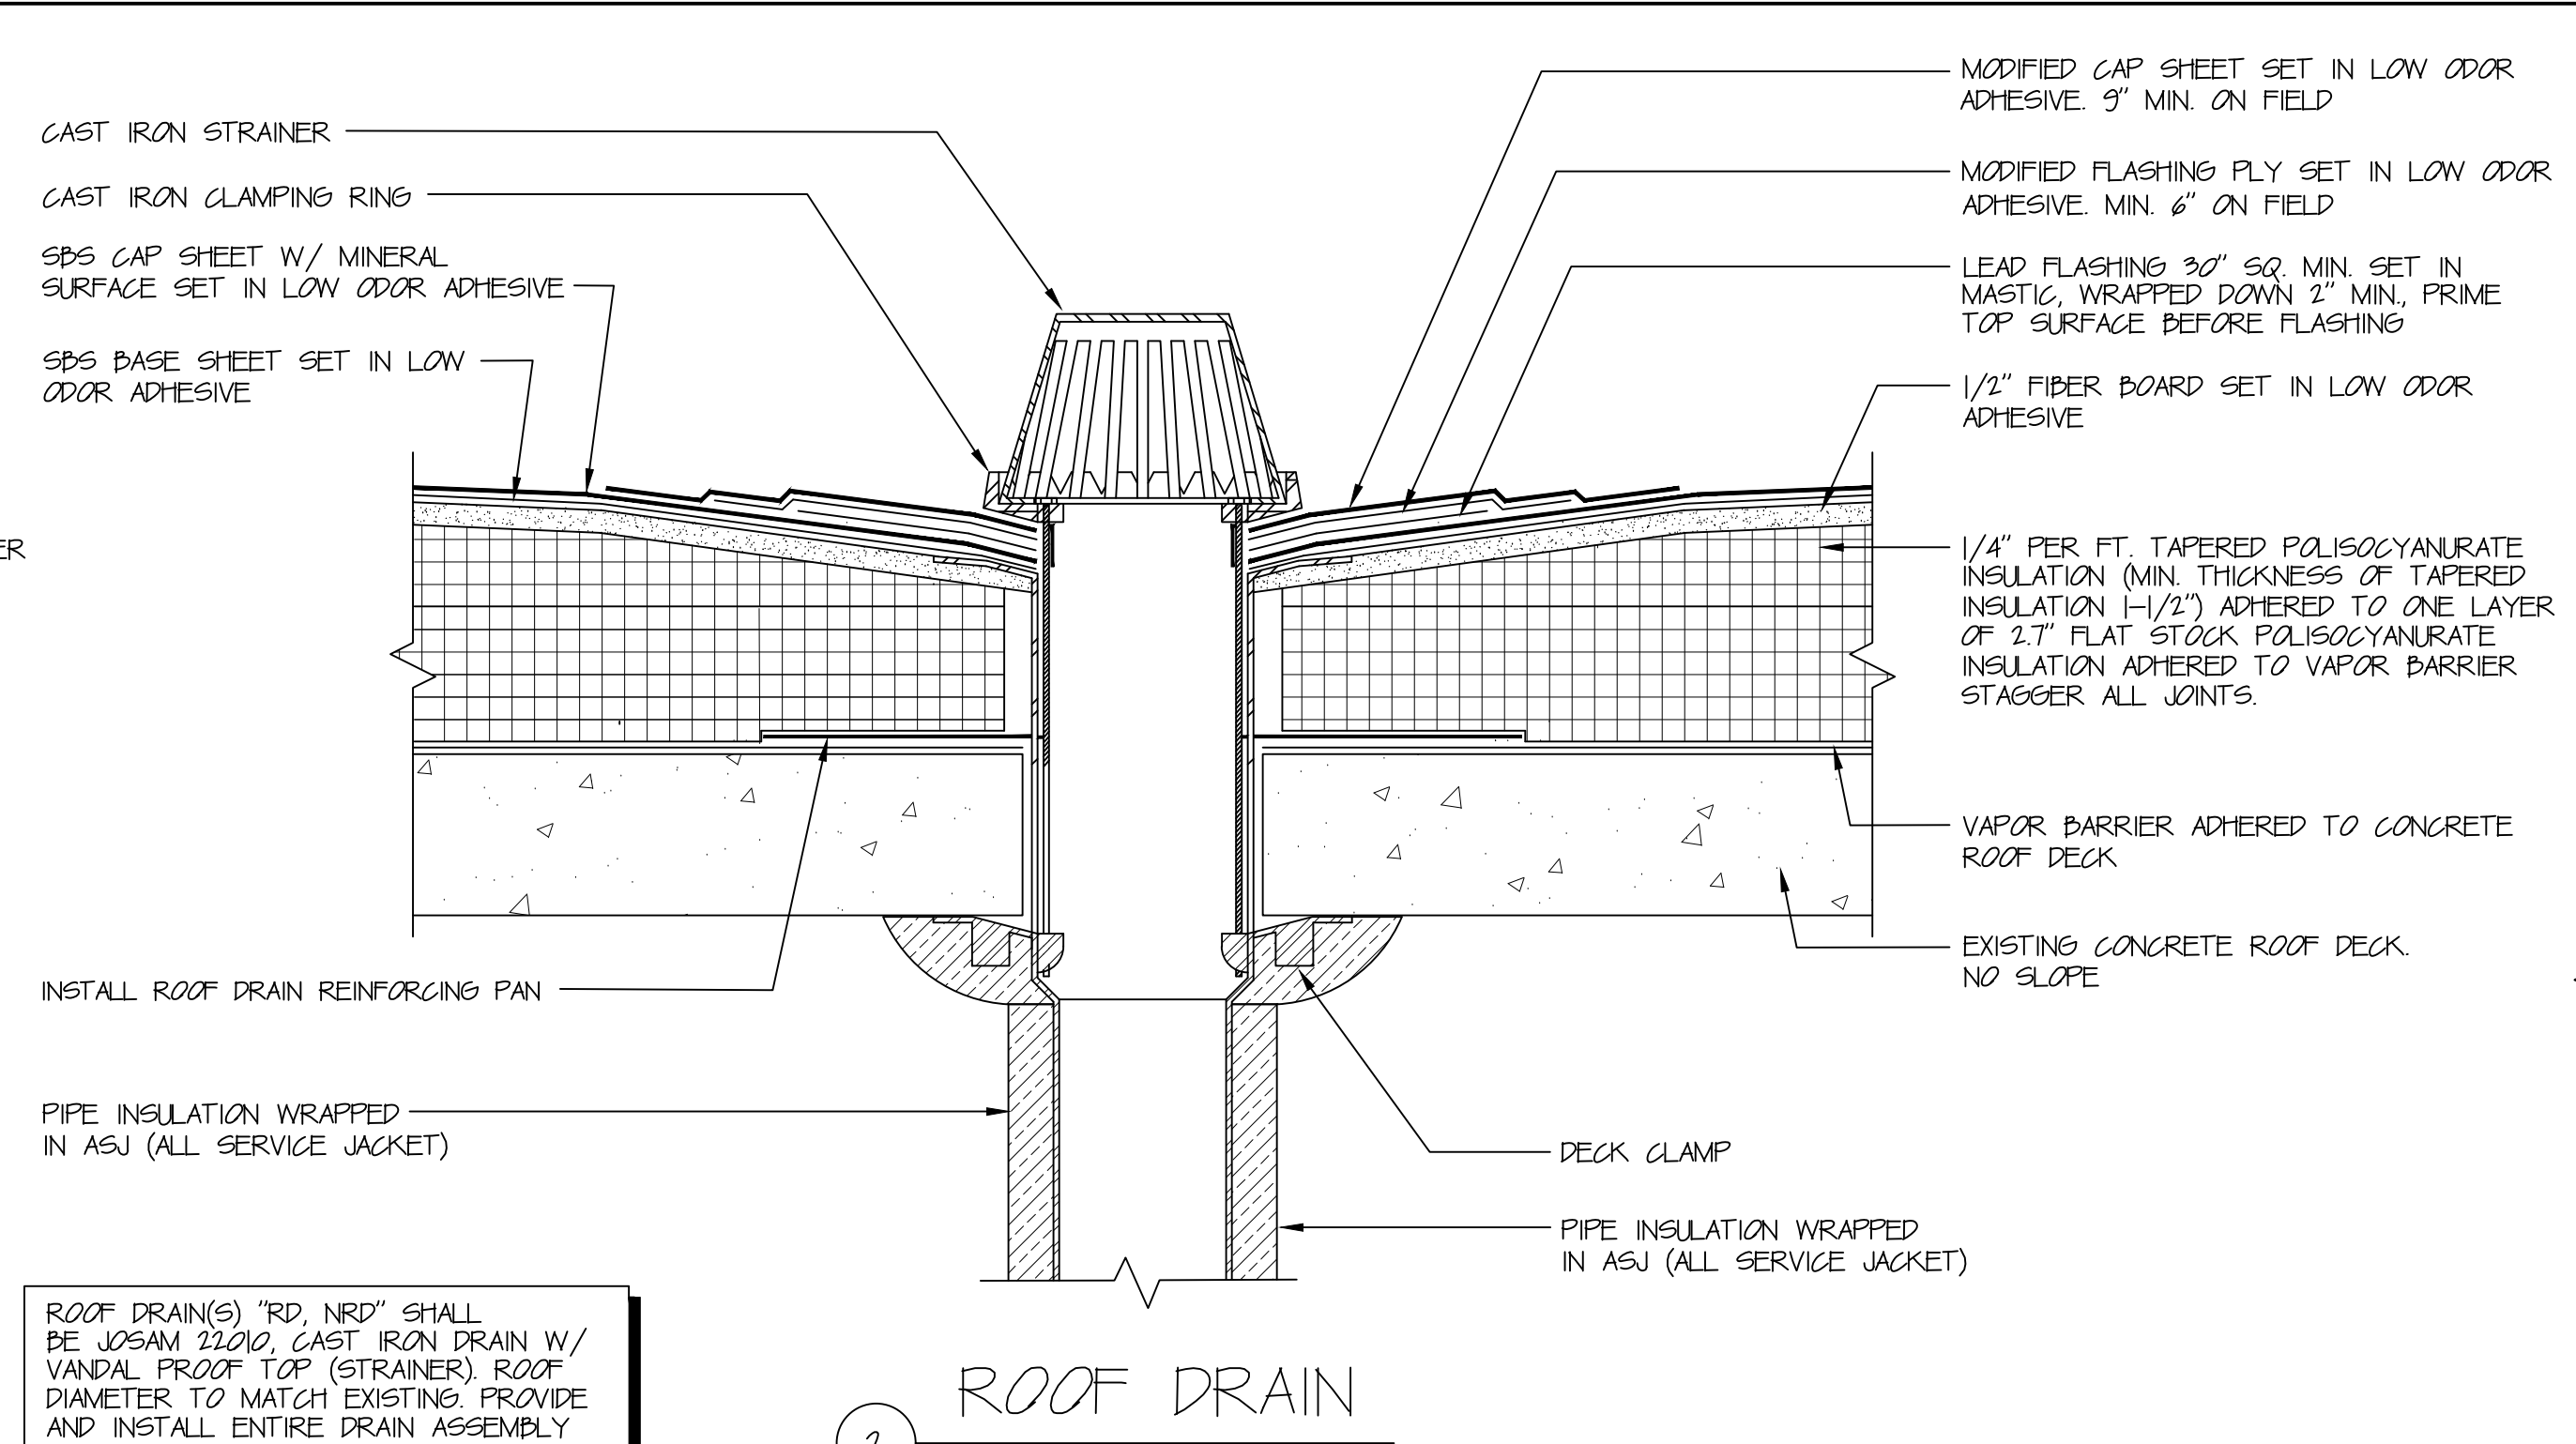 CAST IRON STRAINER
CAST IRON CLAMPING RING
SBS CAP SHEET W/ MINERAL
SURFACE SET IN LOW ODOR ADHESIVE
SBS BASE SHEET SET IN LOW
ODOR ADHESIVE
ER
INSTALL ROOF DRAIN REINFORCING PAN
PIPE INSULATION WRAPPED
IN ASJ (ALL SERVICE JACKET)
MODIFIED CAP SHEET SET IN LOW ODOR
ADHESIVE. 9" MIN. ON FIELD
MODIFIED FLASHING PLY SET IN LOW ODOR
ADHESIVE. MIN. 6" ON FIELD
LEAD FLASHING 30" SQ. MIN. SET IN
MASTIC, WRAPPED DOWN 2" MIN., PRIME
TOP SURFACE BEFORE FLASHING
1/2" FIBER BOARD SET IN LOW ODOR
ADHESIVE
1/4" PER FT. TAPERED POLISOCYANURATE
INSULATION (MIN. THICKNESS OF TAPERED
INSULATION 1-1/2") ADHERED TO ONE LAYER
OF 2.7" FLAT STOCK POLISOCYANURATE
INSULATION ADHERED TO VAPOR BARRIER
STAGGER ALL JOINTS.
VAPOR BARRIER ADHERED TO CONCRETE
ROOF DECK
EXISTING CONCRETE ROOF DECK.
NO SLOPE
DECK CLAMP
PIPE INSULATION WRAPPED
IN ASJ (ALL SERVICE JACKET)
ROOF DRAIN(S) "RD, NRD" SHALL
BE JOSAM 22010, CAST IRON DRAIN W/
VANDAL PROOF TOP (STRAINER). ROOF
DIAMETER TO MATCH EXISTING. PROVIDE
AND INSTALL ENTIRE DRAIN ASSEMBLY
ROOF DRAIN